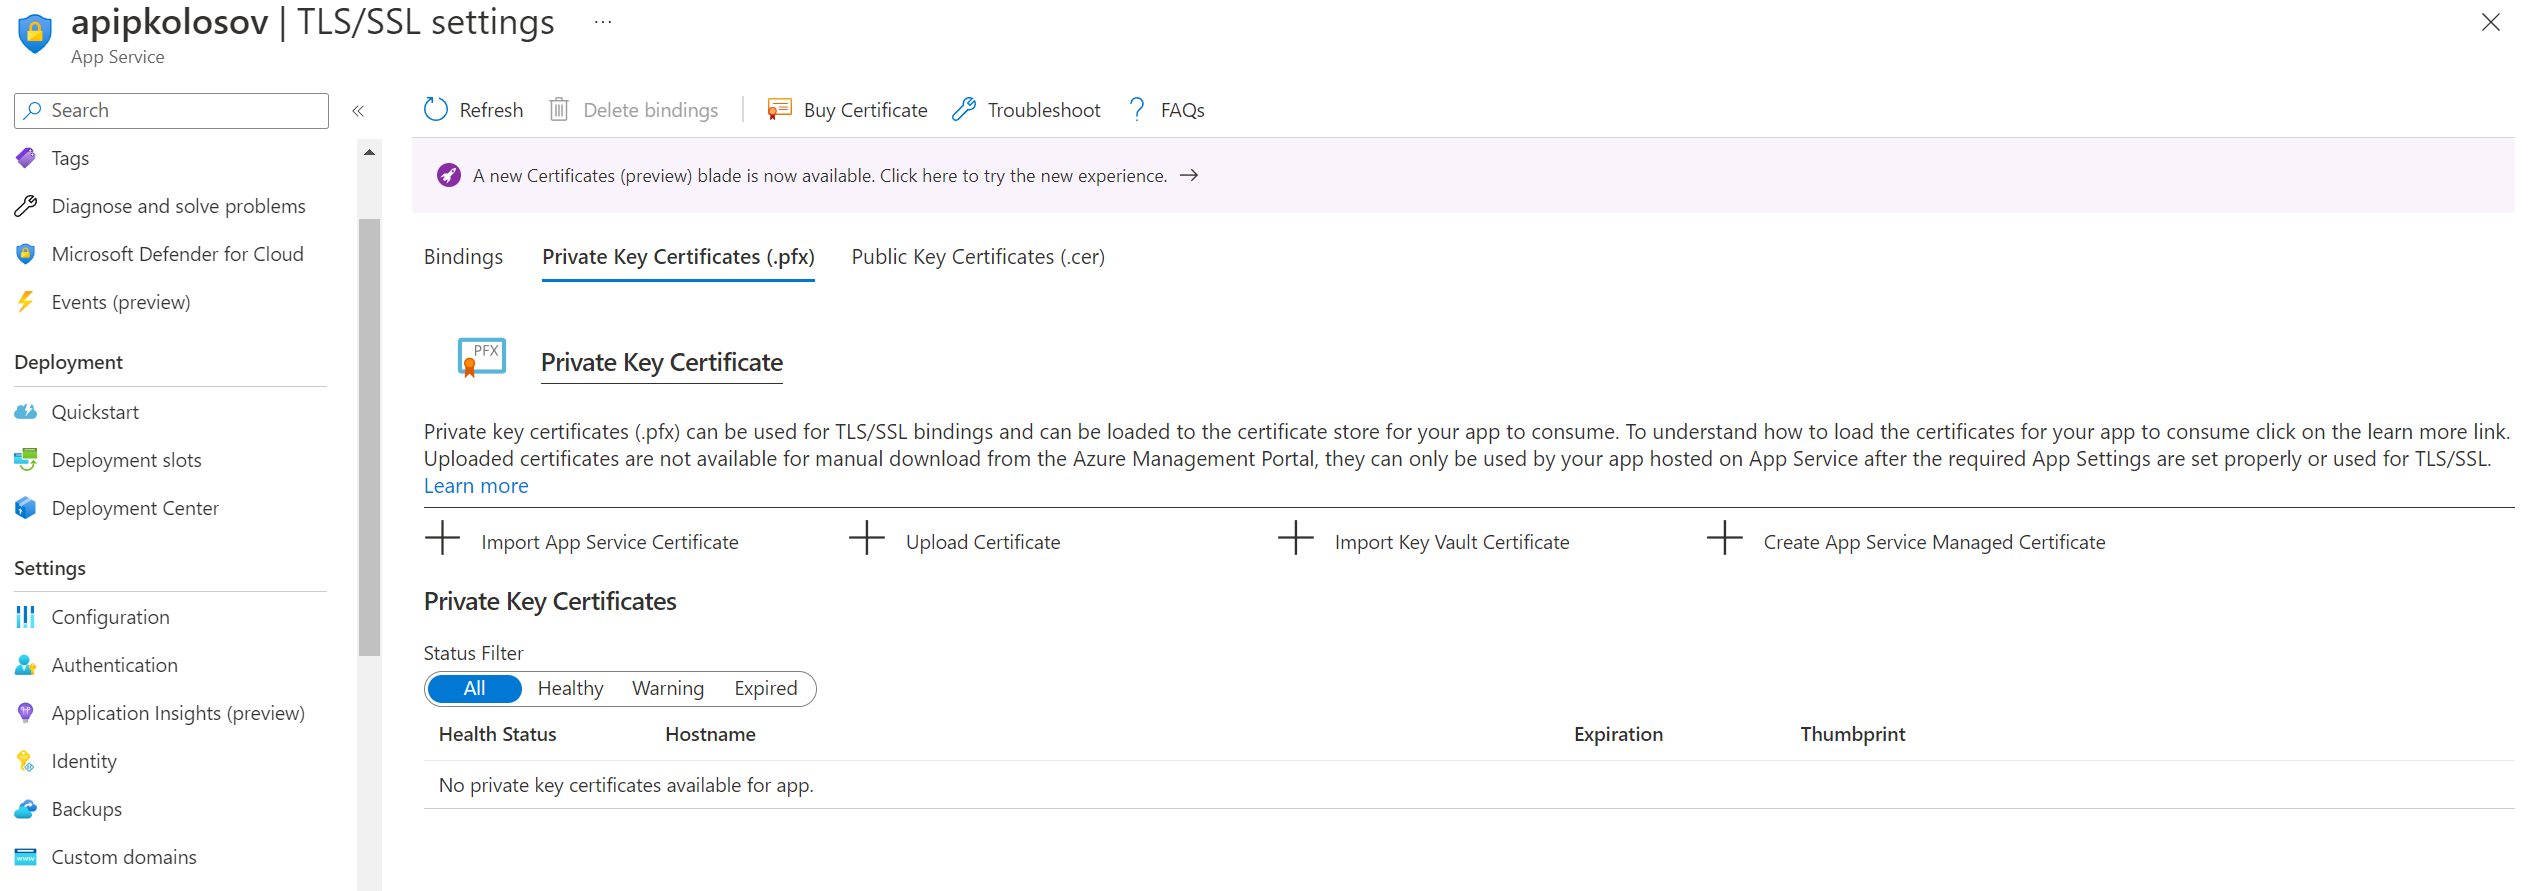 apipkolosov | TLS/SSL settings ...
App Service
Search
«
Tags
Diagnose and solve problems
Microsoft Defender for Cloud
Events (preview)
Deployment
Quickstart
Deployment slots
Deployment Center
Settings
Configuration
Authentication
Application Insights (preview)
Identity
Backups
Custom domains
Refresh Delete bindings Buy Certificate Troubleshoot FAQs
A new Certificates (preview) blade is now available. Click here to try the new experience. →
Bindings Private Key Certificates (.pfx) Public Key Certificates (.cer)
PFX
Private Key Certificate
Private key certificates (.pfx) can be used for TLS/SSL bindings and can be loaded to the certificate store for your app to consume. To understand how to load the certificates for your app to consume click on the learn more link.
Uploaded certificates are not available for manual download from the Azure Management Portal, they can only be used by your app hosted on App Service after the required App Settings are set properly or used for TLS/SSL.
Learn more
Import App Service Certificate Upload Certificate Import Key Vault Certificate Create App Service Managed Certificate
Private Key Certificates
Status Filter
All Healthy Warning Expired
Health Status Hostname Expiration Thumbprint
No private key certificates available for app.